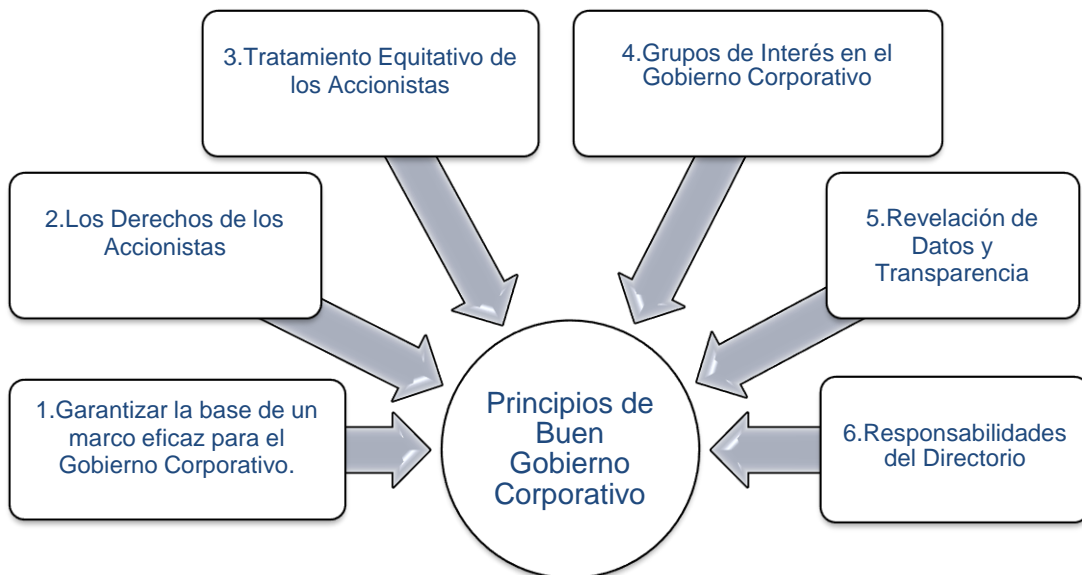 1.Garantizar la base de un
marco eficaz para el
Gobierno Corporativo.
2.Los Derechos de los
Accionistas
3.Tratamiento Equitativo de
los Accionistas
4.Grupos de Interés en el
Gobierno Corporativo
5.Revelación de
Datos y
Transparencia
6.Responsabilidades
del Directorio
Principios de
Buen
Gobierno
Corporativo